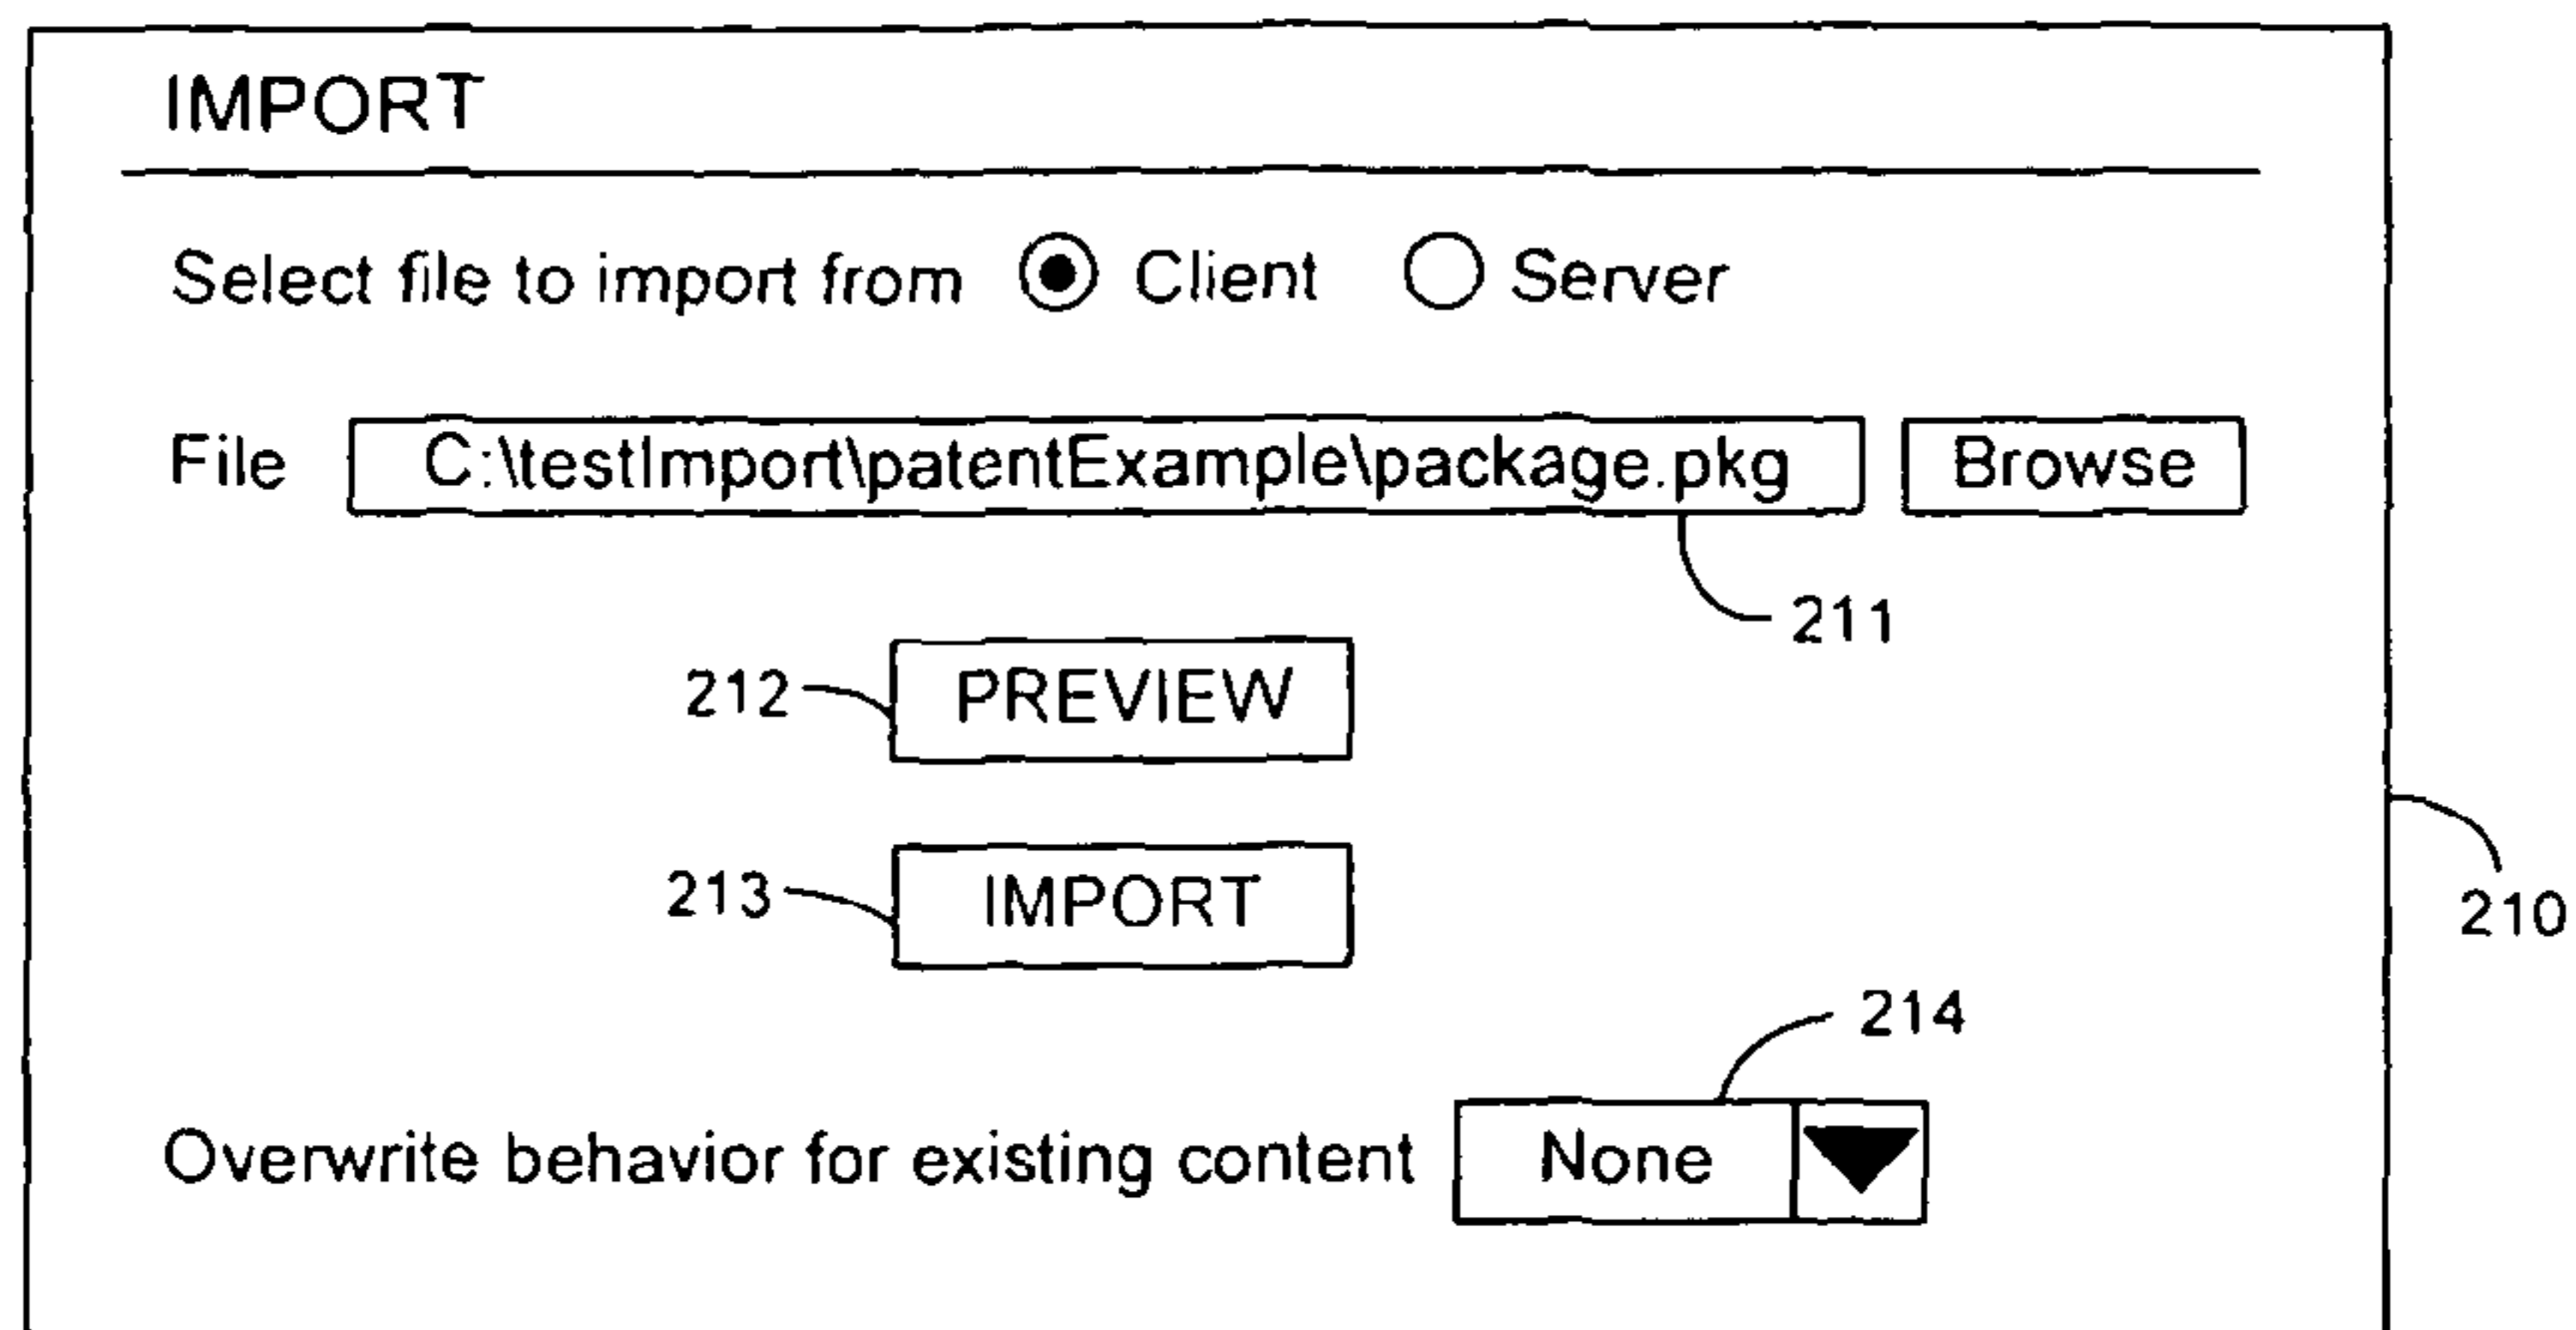 IMPORT
Select file to import from Client Server
File C:\testImport\patentExample\package.pkg Browse
211
212 PREVIEW
213 IMPORT
210
214
Overwrite behavior for existing content None